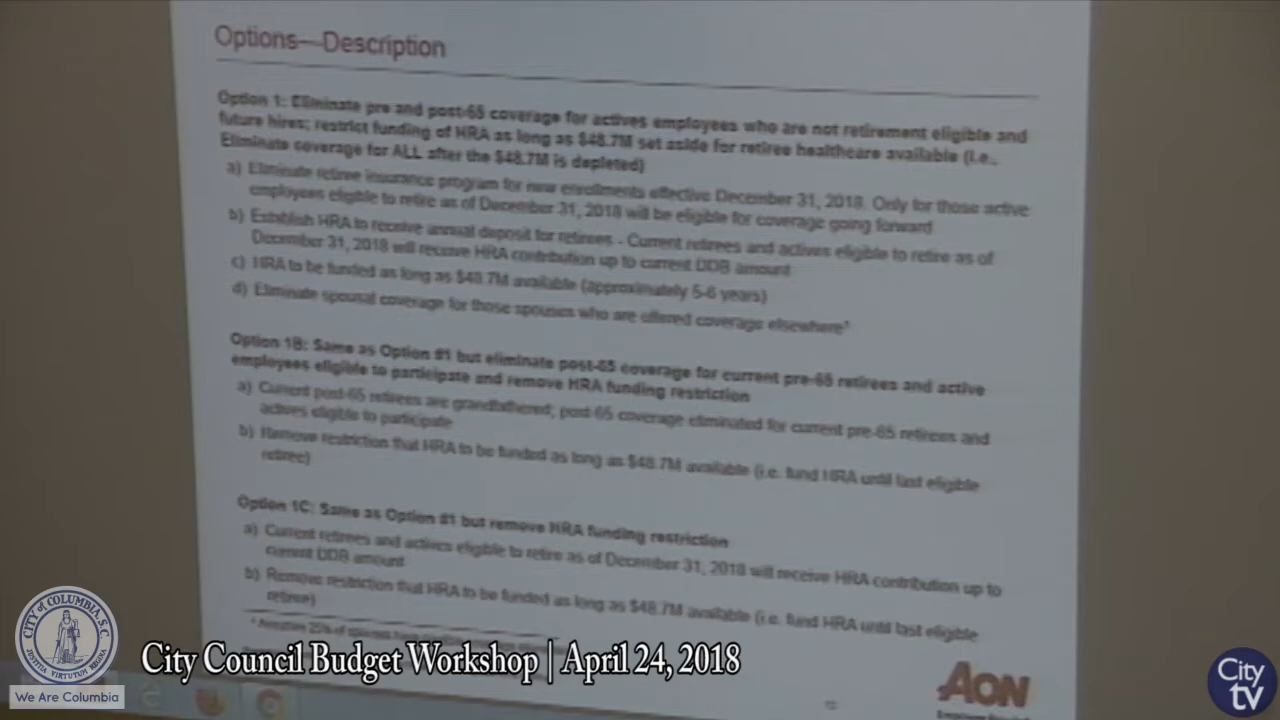 Options—Description
Option 1: Eliminate pre and post-65 coverage for actives employees who are not retirement eligible and
future hires; restrict funding of HRA as long as $48.7M set aside for retiree healthcare available (i.e.,
Eliminate coverage for ALL after the $48.7M is depleted)
a) Eliminate retiree insurance program for new enrollments effective December 31, 2018. Only for those active
employees eligible to retire as of December 31, 2018 will be eligible for coverage going forward
b) Establish HRA to receive annual deposit for retirees - Current retirees and actives eligible to retire as of
December 31, 2018 will receive HRA contribution up to current DDB amount
c) HRA to be funded as long as $48.7M available (approximately 5-6 years)
d) Eliminate spousal coverage for those spouses who are offered coverage elsewhere*
Option 1B: Same as Option #1 but eliminate post-65 coverage for current pre-65 retirees and active
employees eligible to participate and remove HRA funding restriction
a) Current post-65 retirees are grandfathered; post-65 coverage eliminated for current pre-65 retirees and
actives eligible to participate
b) Remove restriction that HRA to be funded as long as $48.7M available (i.e. fund HRA until last eligible
retiree)
Option 1C: Same as Option #1 but remove HRA funding restriction
a) Current retirees and actives eligible to retire as of December 31, 2018 will receive HRA contribution up to
current DDB amount
b) Remove restriction that HRA to be funded as long as $48.7M available (i.e. fund HRA until last eligible
retiree)
* 25% of
AON
CITY OF COLUMBIA, S.C.
JUSTITIA VIRTUTUM REGINA
We Are Columbia
City Council Budget Workshop | April 24, 2018
City
tv